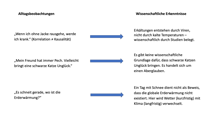 Alltagsbeobachtungen
Wissenschaftliche Erkenntnisse
„Wenn ich ohne Jacke rausgehe, werde
ich krank.“ (Korrelation ≠ Kausalität)
Erkältungen entstehen durch Viren,
nicht durch kalte Temperaturen –
wissenschaftlich durch Studien belegt.
„Mein Freund hat immer Pech. Vielleicht
bringt eine schwarze Katze Unglück.“
Es gibt keine wissenschaftliche
Grundlage dafür, dass schwarze Katzen
Unglück bringen. Es handelt sich um
einen Aberglauben.
„Es schneit gerade, wo ist die
Erderwärmung?“
Ein Tag mit Schnee dient nicht als Beweis,
dass die globale Erderwärmung nicht
existiert. Hier wird Wetter (kurzfristig) mit
Klima (langfristig) verwechselt.